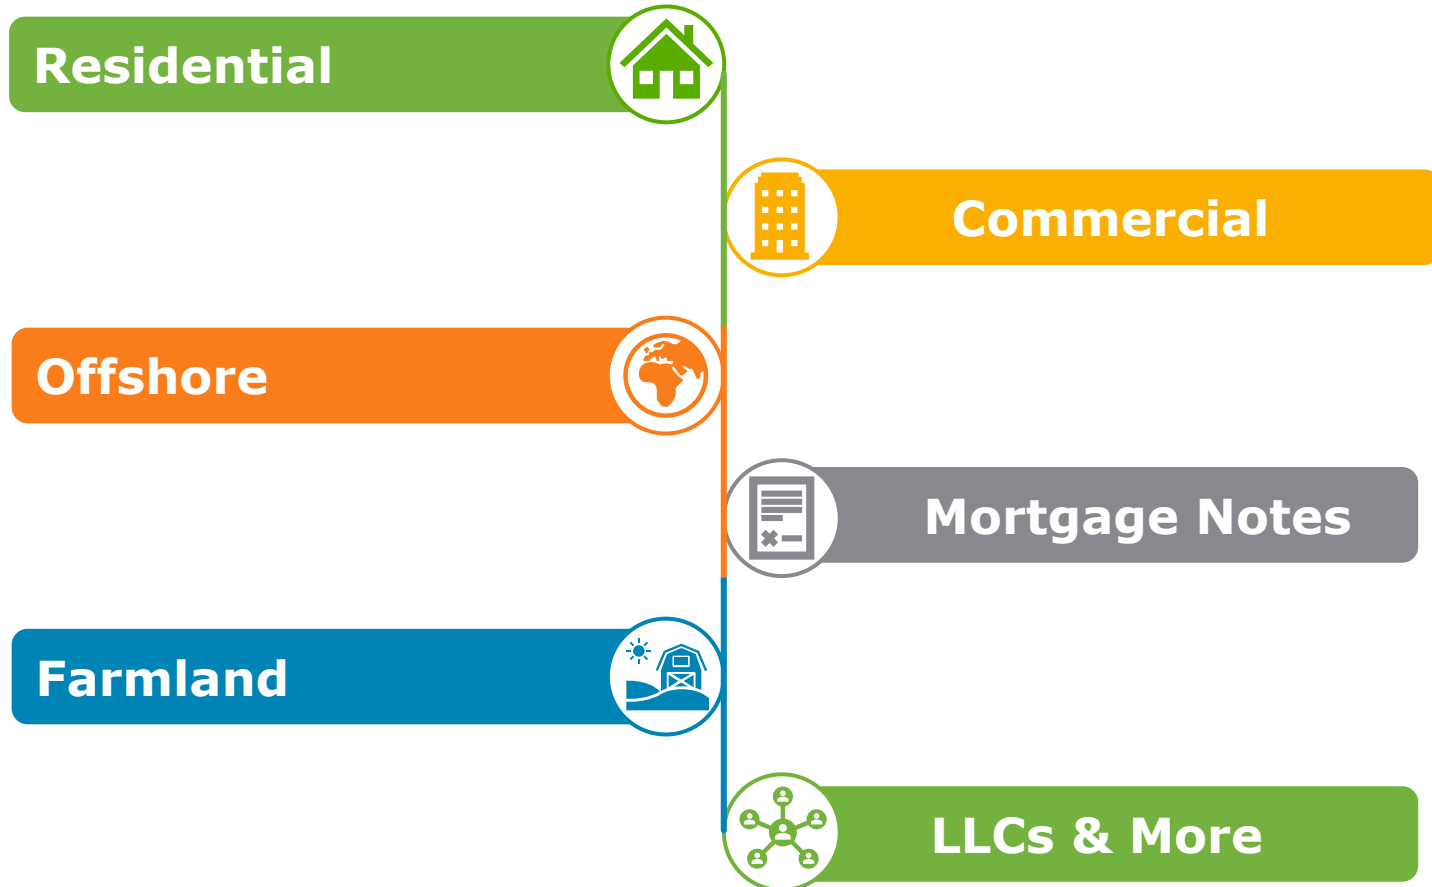 Residential
Commercial
Offshore
Mortgage Notes
Farmland
LLCs & More